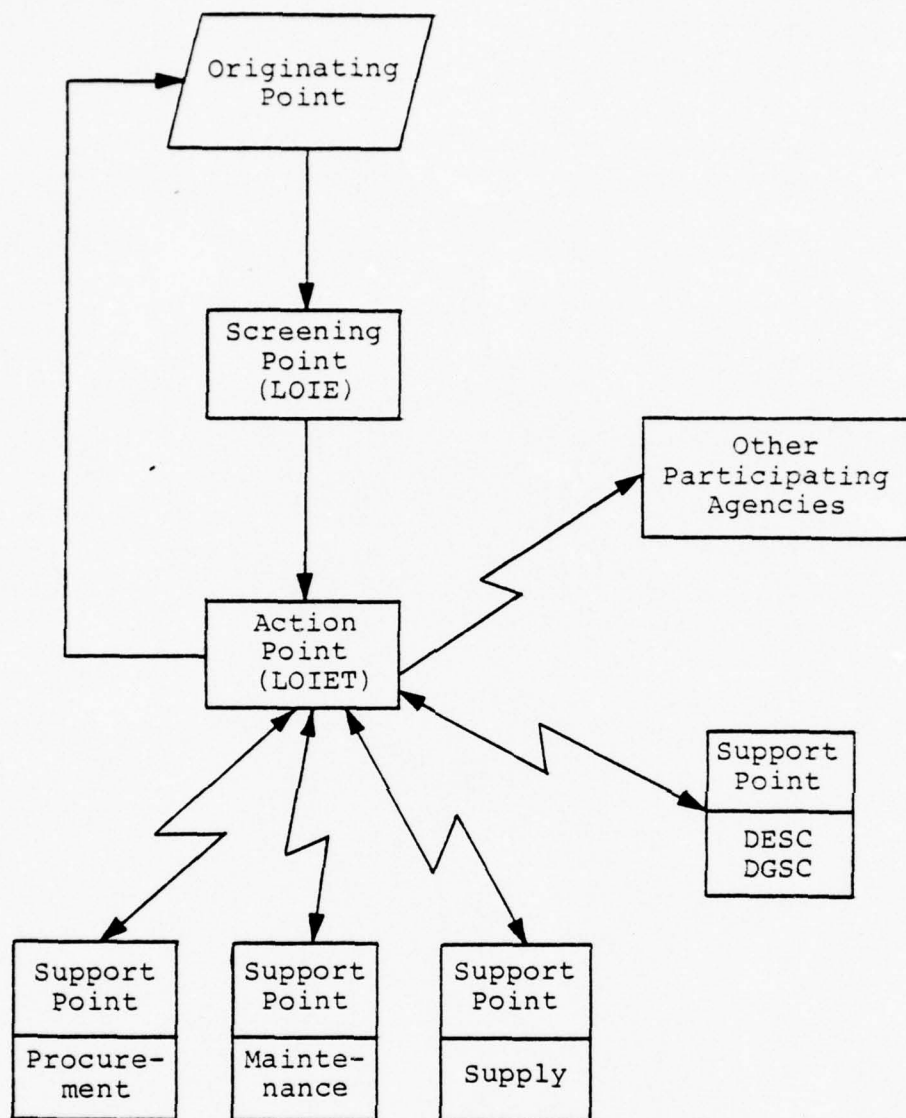 Originating
Point
Screening
Point
(LOIE)
Other
Participating
Agencies
Action
Point
(LOIET)
Support
Point
DESC
DGSC
Support
Point
Procure-
ment
Support
Point
Mainte-
nance
Support
Point
Supply